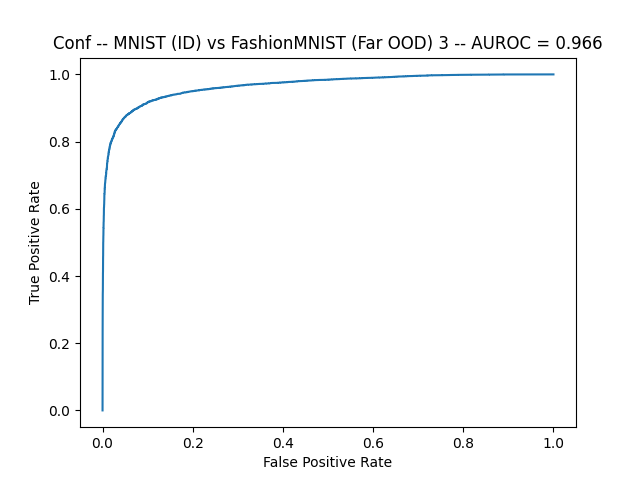 Conf -- MNIST (ID) vs FashionMNIST (Far OOD) 3 -- AUROC = 0.966
1.0
0.8
0.6
0.4
0.2
0.0
True Positive Rate
0.0 0.2 0.4 0.6 0.8 1.0
False Positive Rate